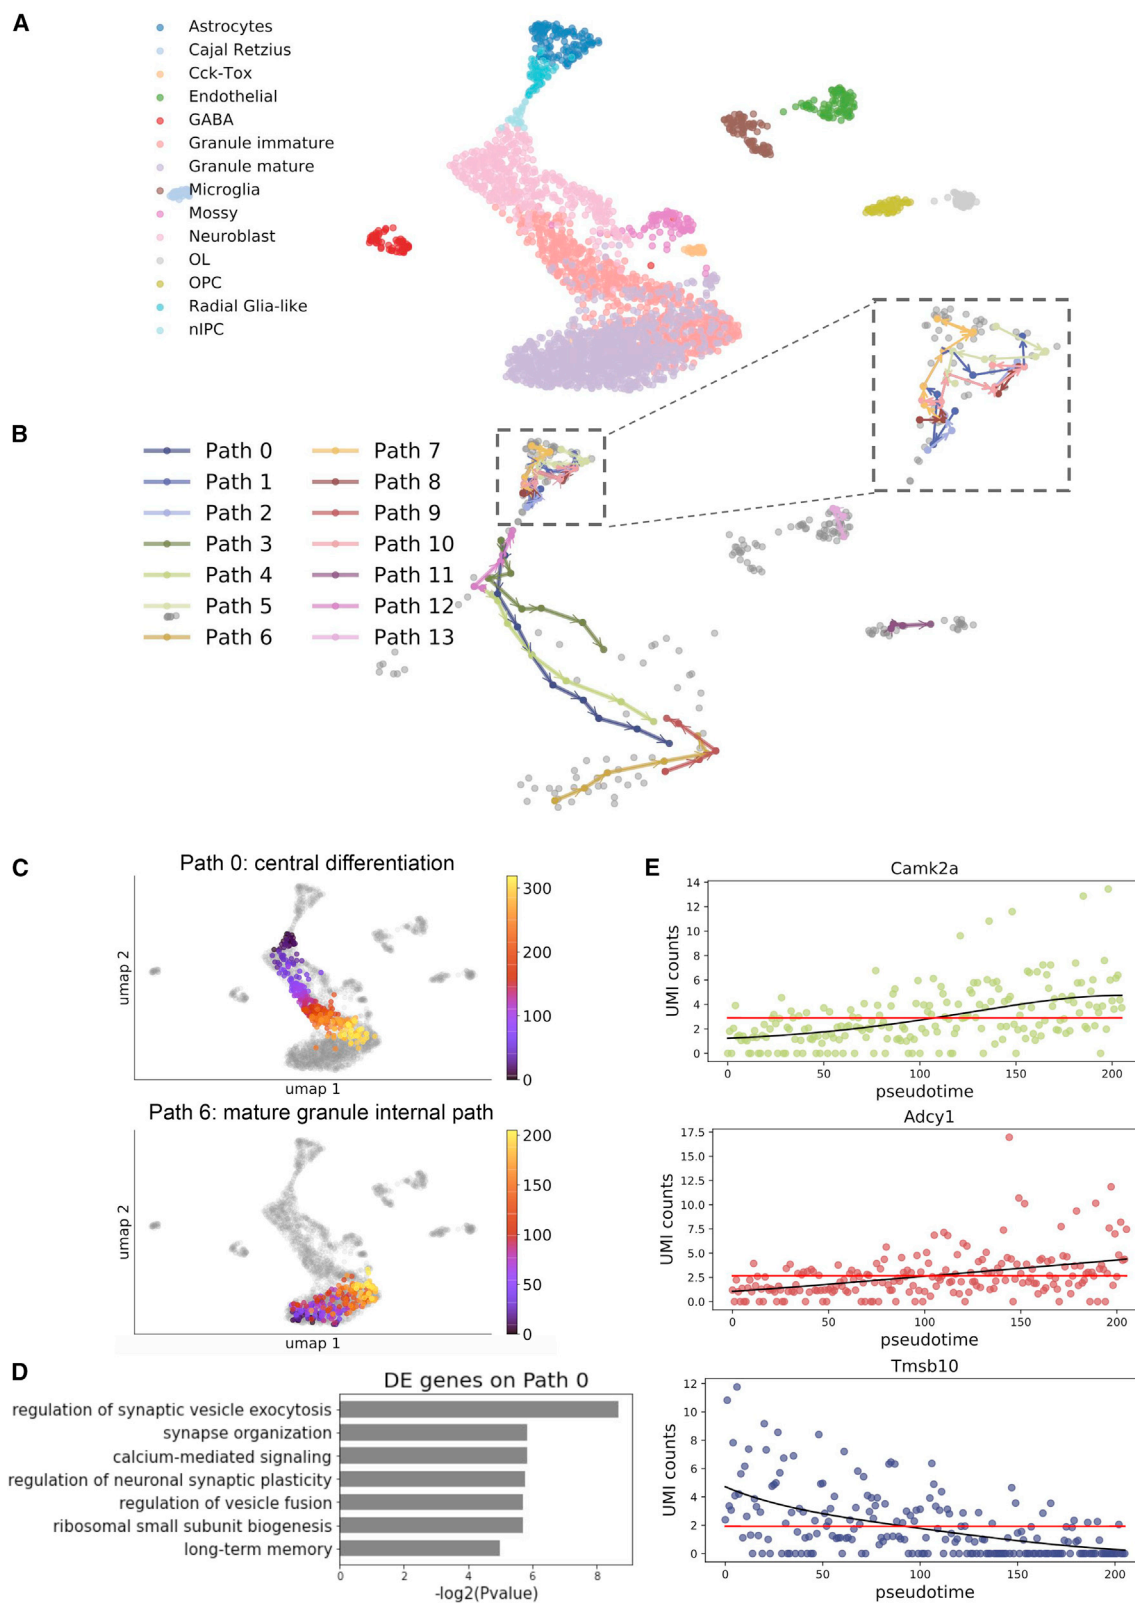 A
Astrocytes
Cajal Retzius
Cck-Tox
Endothelial
GABA
Granule immature
Granule mature
Microglia
Mossy
Neuroblast
OL
OPC
Radial Glia-like
nIPC
B
Path 0
Path 1
Path 2
Path 3
Path 4
Path 5
Path 6
Path 7
Path 8
Path 9
Path 10
Path 11
Path 12
Path 13
C
Path 0: central differentiation
umap 2
umap 1
300
200
100
0
Path 6: mature granule internal path
umap 2
umap 1
200
150
100
50
0
D
DE genes on Path 0
regulation of synaptic vesicle exocytosis
synapse organization
calcium-mediated signaling
regulation of neuronal synaptic plasticity
regulation of vesicle fusion
ribosomal small subunit biogenesis
long-term memory
0 2 4 6 8
-log2(Pvalue)
E
Camk2a
UMI counts
14
12
10
8
6
4
2
0
0 50 100 150 200
pseudotime
Adcy1
UMI counts
17.5
15.0
12.5
10.0
7.5
5.0
2.5
0.0
0 50 100 150 200
pseudotime
Tmsb10
UMI counts
12
10
8
6
4
2
0
0 50 100 150 200
pseudotime